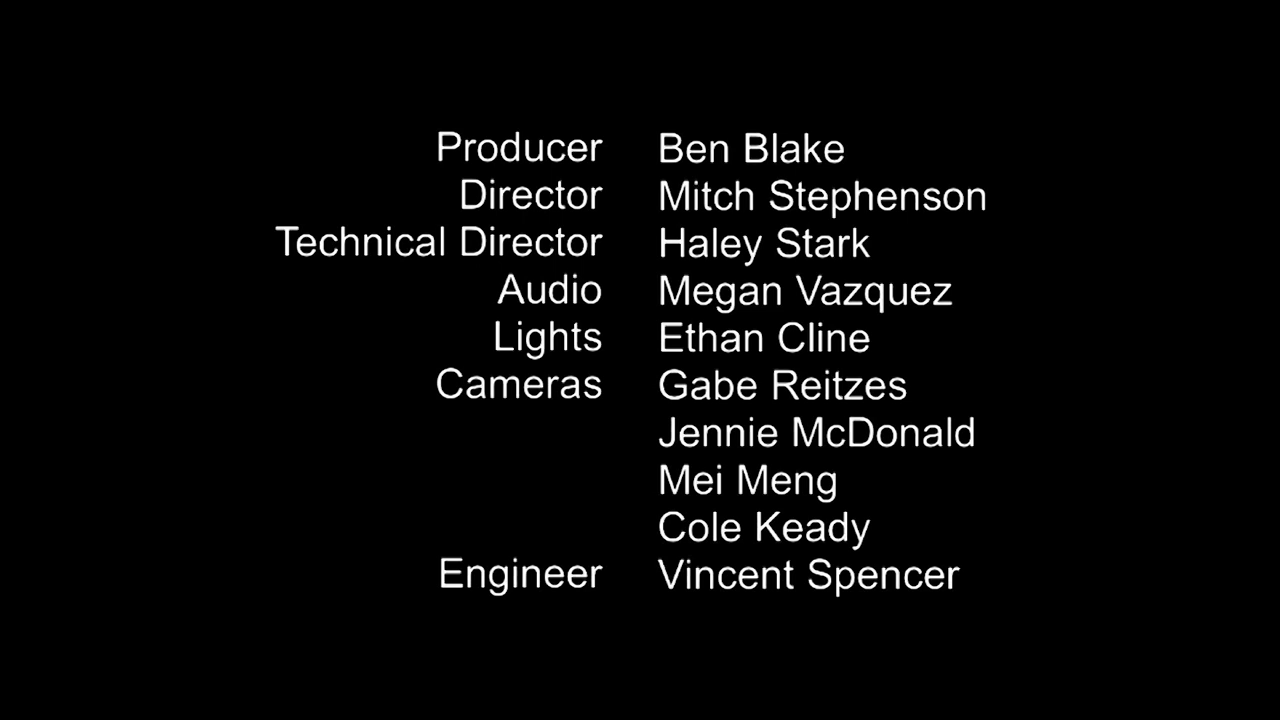 Producer Ben Blake
Director Mitch Stephenson
Technical Director Haley Stark
Audio Megan Vazquez
Lights Ethan Cline
Cameras Gabe Reitzes
Jennie McDonald
Mei Meng
Cole Keady
Engineer Vincent Spencer